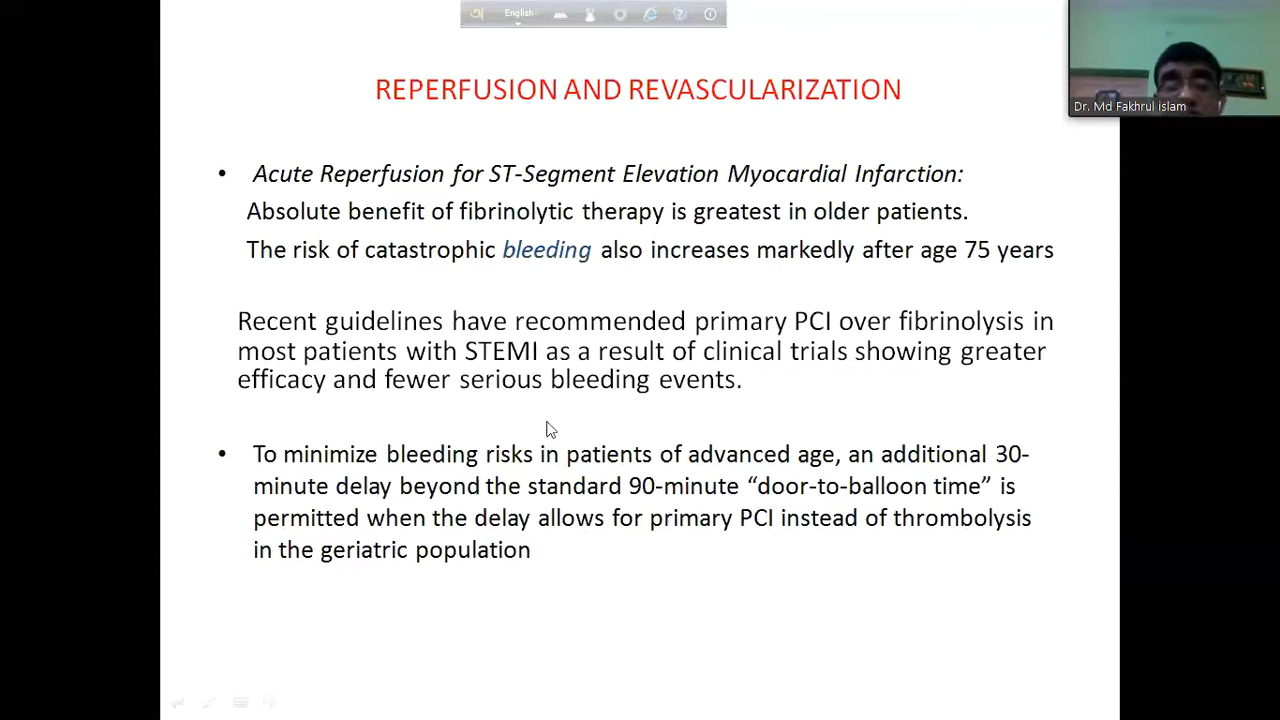 English
Dr. Md Fakhrul islam
REPERFUSION AND REVASCULARIZATION
• Acute Reperfusion for ST-Segment Elevation Myocardial Infarction:
Absolute benefit of fibrinolytic therapy is greatest in older patients.
The risk of catastrophic bleeding also increases markedly after age 75 years
Recent guidelines have recommended primary PCI over fibrinolysis in
most patients with STEMI as a result of clinical trials showing greater
efficacy and fewer serious bleeding events.
• To minimize bleeding risks in patients of advanced age, an additional 30-
minute delay beyond the standard 90-minute “door-to-balloon time” is
permitted when the delay allows for primary PCI instead of thrombolysis
in the geriatric population